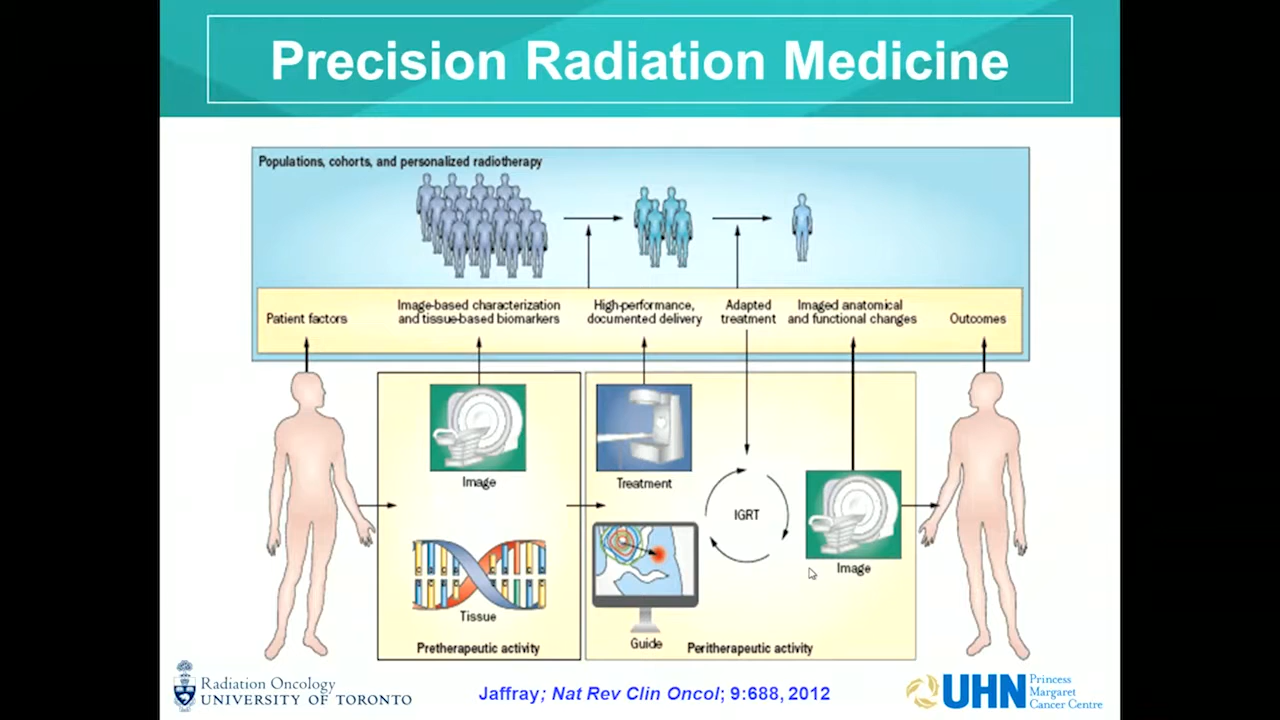 Precision Radiation Medicine
Populations, cohorts, and personalized radiotherapy
Patient factors
Image-based characterization
and tissue-based biomarkers
High-performance,
documented delivery
Adapted
treatment
Imaged anatomical
and functional changes
Outcomes
Image
Tissue
Pretherapeutic activity
Treatment
Guide
IGRT
Image
Peritherapeutic activity
Radiation Oncology
UNIVERSITY OF TORONTO
Jaffray; Nat Rev Clin Oncol; 9:688, 2012
UHN
Princess
Margaret
Cancer Centre